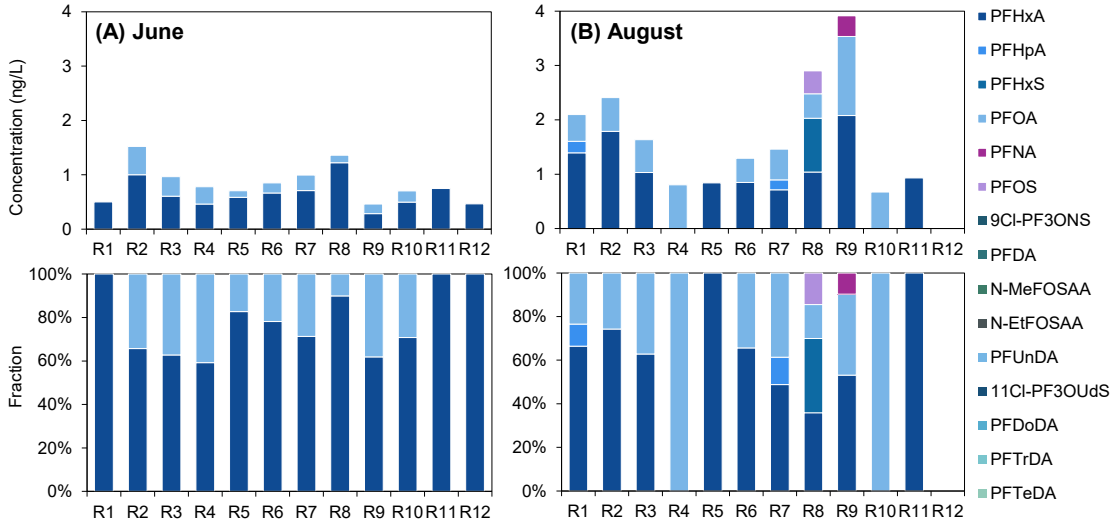 (A) June
Concentration (ng/L)
4
3
2
1
0
R1 R2 R3 R4 R5 R6 R7 R8 R9 R10 R11 R12
Fraction
100%
80%
60%
40%
20%
0%
R1 R2 R3 R4 R5 R6 R7 R8 R9 R10 R11 R12
(B) August
4
3
2
1
0
R1 R2 R3 R4 R5 R6 R7 R8 R9 R10 R11 R12
100%
80%
60%
40%
20%
0%
R1 R2 R3 R4 R5 R6 R7 R8 R9 R10 R11 R12
PFHxA
PFHpA
PFHxS
PFOA
PFNA
PFOS
9Cl-PF3ONS
PFDA
N-MeFOSAA
N-EtFOSAA
PFUnDA
11Cl-PF3OUdS
PFDoDA
PFTrDA
PFTeDA